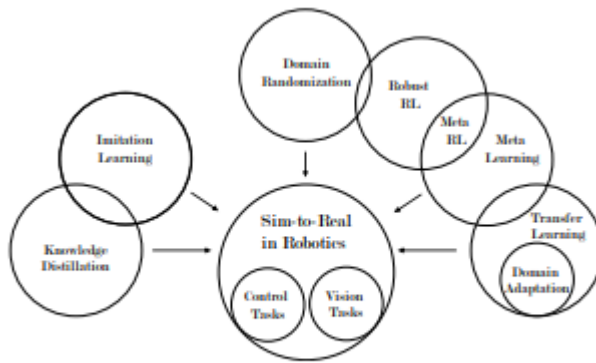 Domain
Randomization
Robust
RL
Meta
RL
Meta
Learning
Imitation
Learning
Transfer
Learning
Knowledge
Distillation
Sim-to-Real
in Robotics
Domain
Adaptation
Control
Tasks
Vision
Tasks